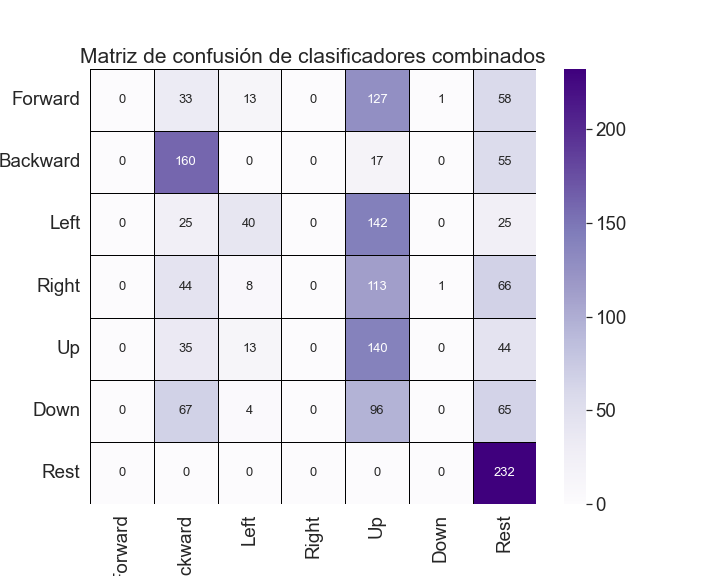 Matriz de confusión de clasificadores combinados
Forward 0 33 13 0 127 1 58
Backward 0 160 0 0 17 0 55
Left 0 25 40 0 142 0 25
Right 0 44 8 0 113 1 66
Up 0 35 13 0 140 0 44
Down 0 67 4 0 96 0 65
Rest 0 0 0 0 0 0 232
Forward ckward Left Right Up Down Rest
200
150
100
50
0